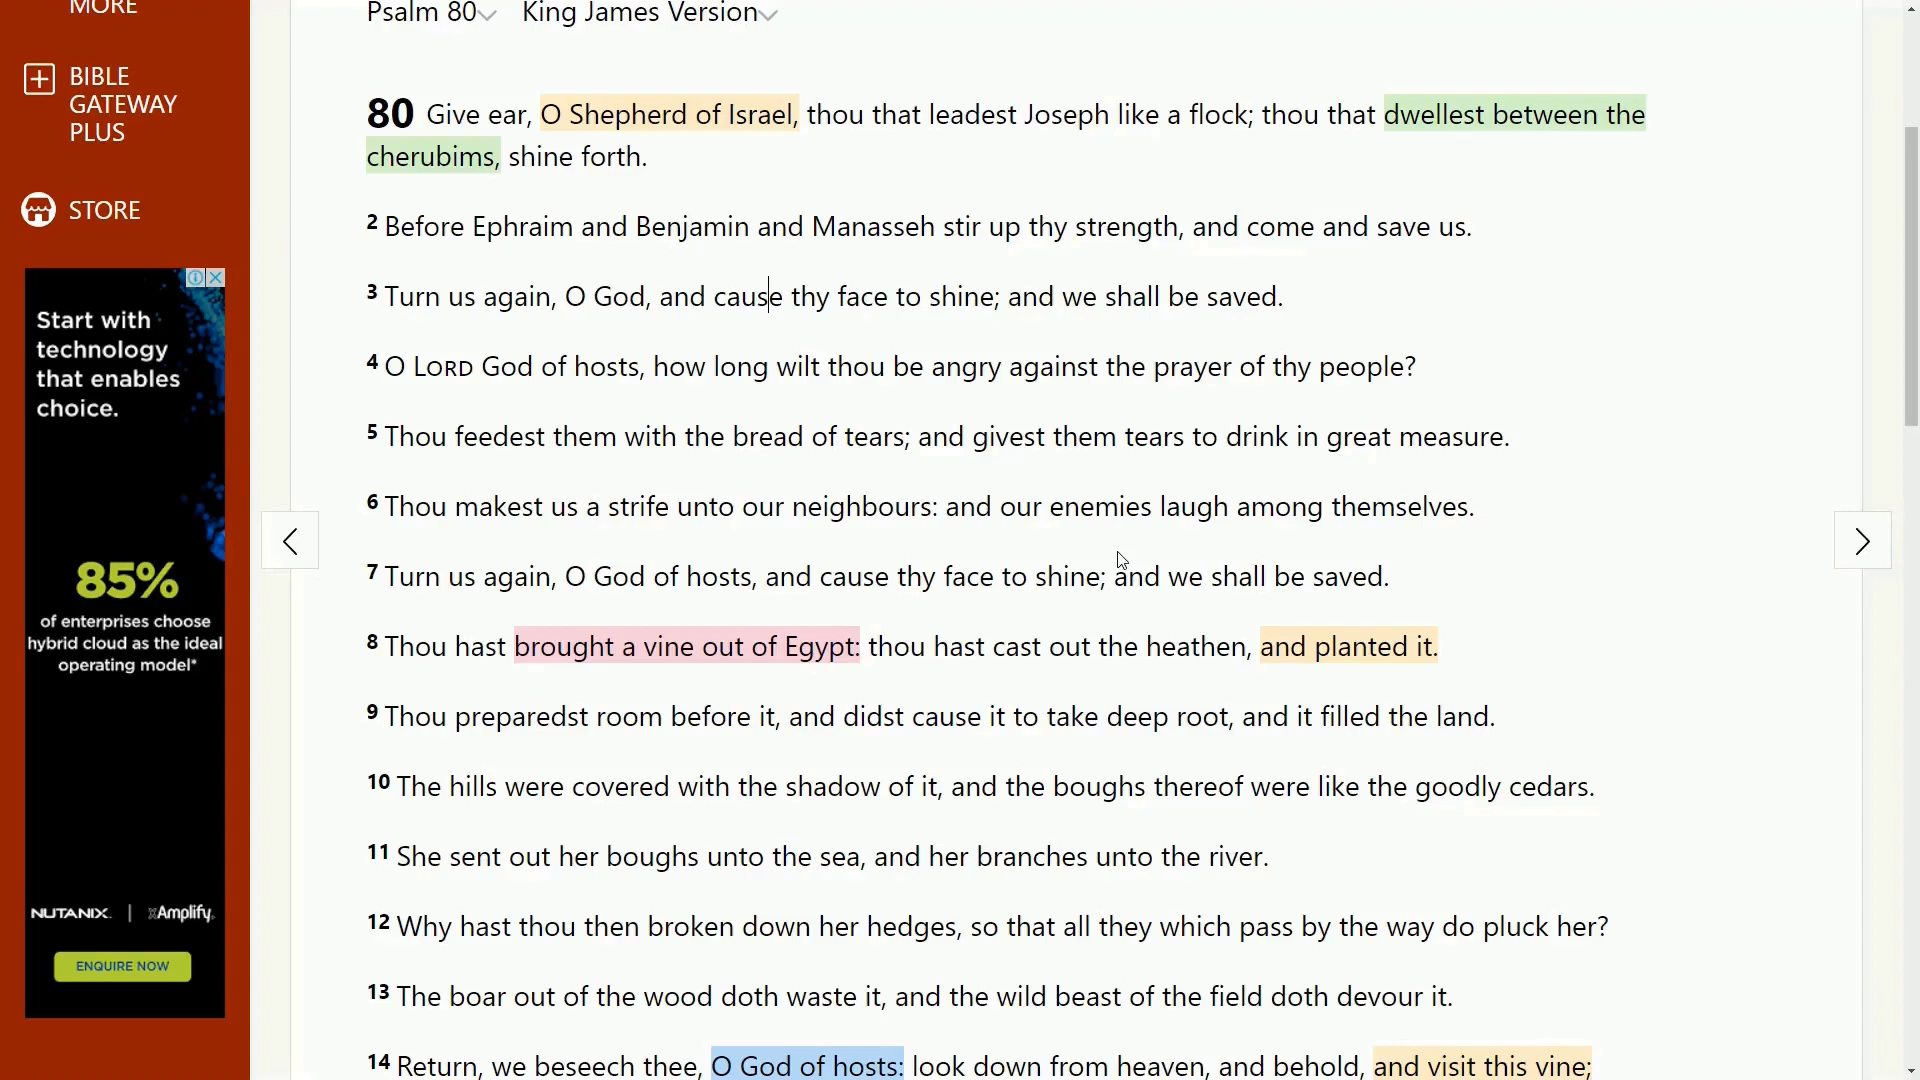 MORE
BIBLE
GATEWAY
PLUS
STORE
Start with
technology
that enables
choice.
85%
of enterprises choose
hybrid cloud as the ideal
operating model*
NUTANIX. | xAmplify.
ENQUIRE NOW
Psalm 80 King James Version
80 Give ear, O Shepherd of Israel, thou that leadest Joseph like a flock; thou that dwellest between the
cherubims, shine forth.
2 Before Ephraim and Benjamin and Manasseh stir up thy strength, and come and save us.
3 Turn us again, O God, and cause thy face to shine; and we shall be saved.
4 O LORD God of hosts, how long wilt thou be angry against the prayer of thy people?
5 Thou feedest them with the bread of tears; and givest them tears to drink in great measure.
6 Thou makest us a strife unto our neighbours: and our enemies laugh among themselves.
7 Turn us again, O God of hosts, and cause thy face to shine; and we shall be saved.
8 Thou hast brought a vine out of Egypt: thou hast cast out the heathen, and planted it.
9 Thou preparedst room before it, and didst cause it to take deep root, and it filled the land.
10 The hills were covered with the shadow of it, and the boughs thereof were like the goodly cedars.
11 She sent out her boughs unto the sea, and her branches unto the river.
12 Why hast thou then broken down her hedges, so that all they which pass by the way do pluck her?
13 The boar out of the wood doth waste it, and the wild beast of the field doth devour it.
14 Return, we beseech thee, O God of hosts: look down from heaven, and behold, and visit this vine;